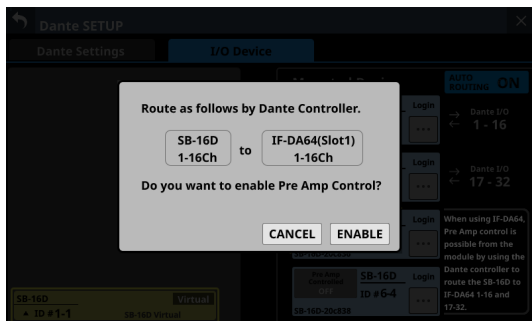 Dante SETUP
Dante Settings
I/O Device
AUTO
ROUTING ON
Route as follows by Dante Controller.
SB-16D
1-16Ch
to
IF-DA64(Slot1)
1-16Ch
Do you want to enable Pre Amp Control?
CANCEL
ENABLE
Login
...
Dante I/O
1 - 16
Login
...
Dante I/O
17 - 32
Login
...
When using IF-DA64,
Pre Amp control is
possible from the
module by using the
Dante controller to
route the SB-16D to
IF-DA64 1-16 and
17-32.
Pre Amp
Controlled
OFF
SB-16D
ID #6-4
Login
...
SB-16D-20c838
SB-16D
Virtual
ID #1-1
SB-16D Virtual